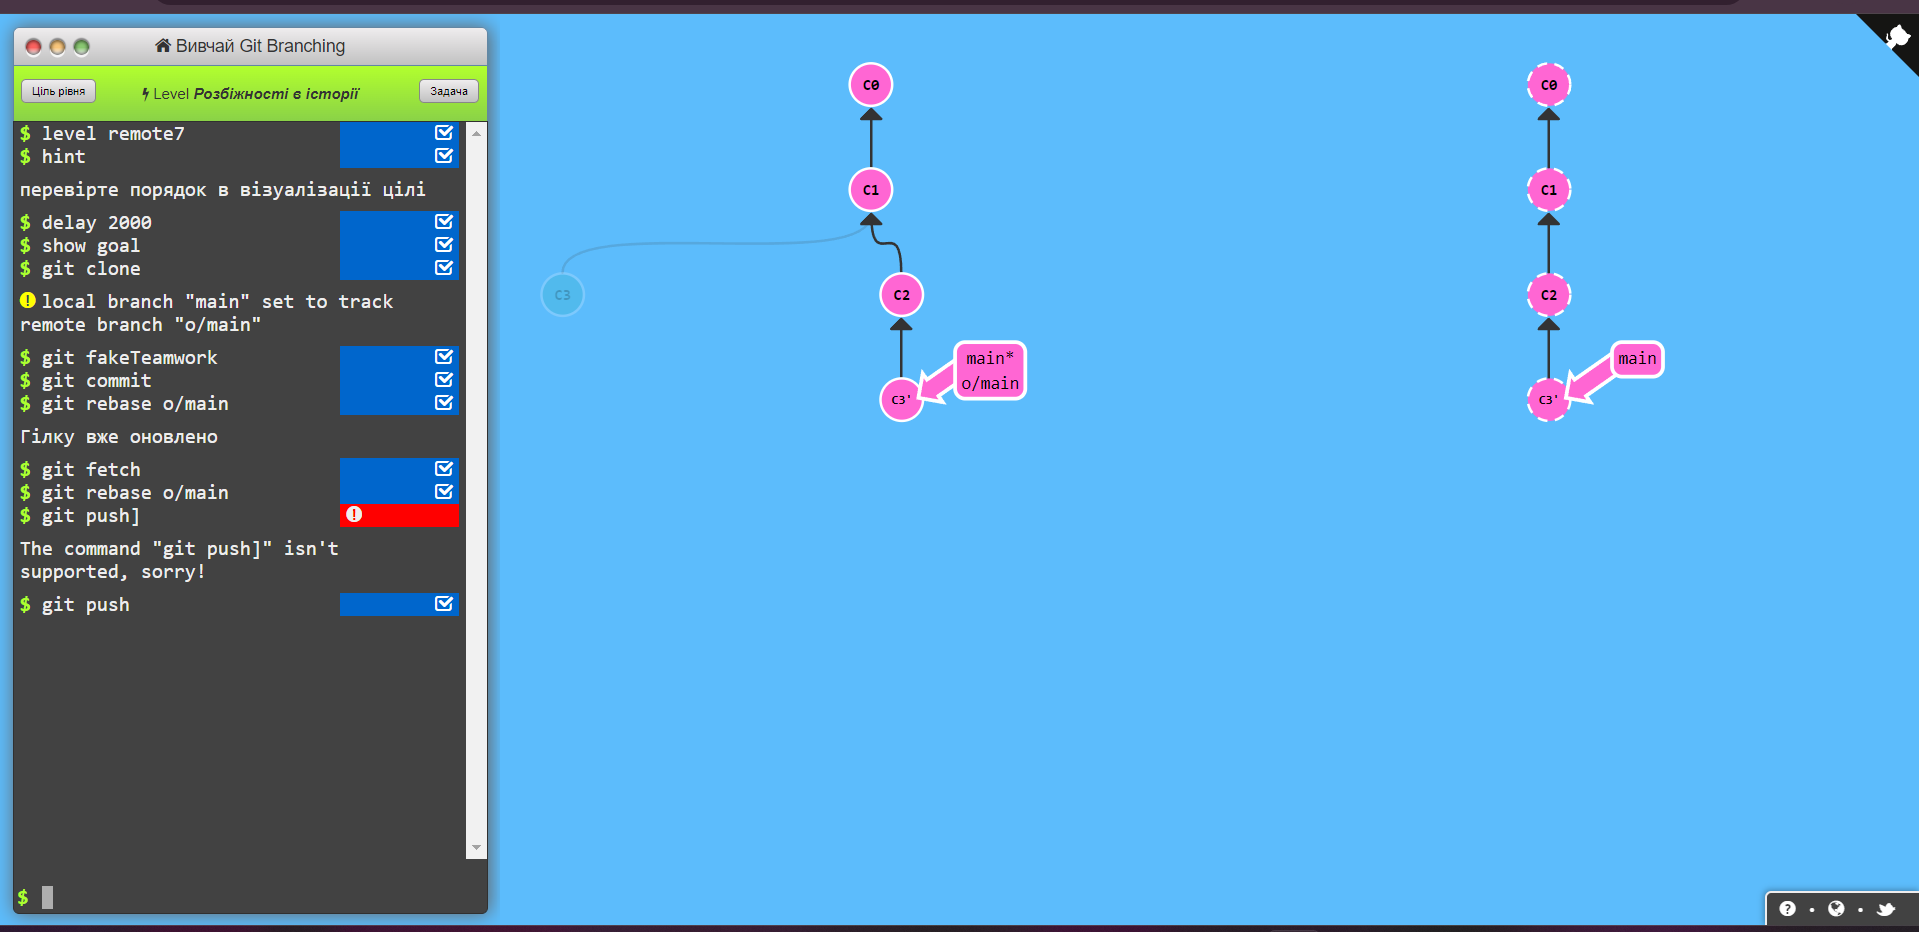 Вивчай Git Branching
Ціль рівня
Level Розбіжності в історії
Задача
$ level remote7
$ hint
перевірте порядок в візуалізації цілі
$ delay 2000
$ show goal
$ git clone
local branch "main" set to track
remote branch "o/main"
$ git fakeTeamwork
$ git commit
$ git rebase o/main
Гілку вже оновлено
$ git fetch
$ git rebase o/main
$ git push]
The command "git push]" isn't
supported, sorry!
$ git push
$
C0
C1
C3
C2
main*
o/main
C3'
C0
C1
C2
main
C3'